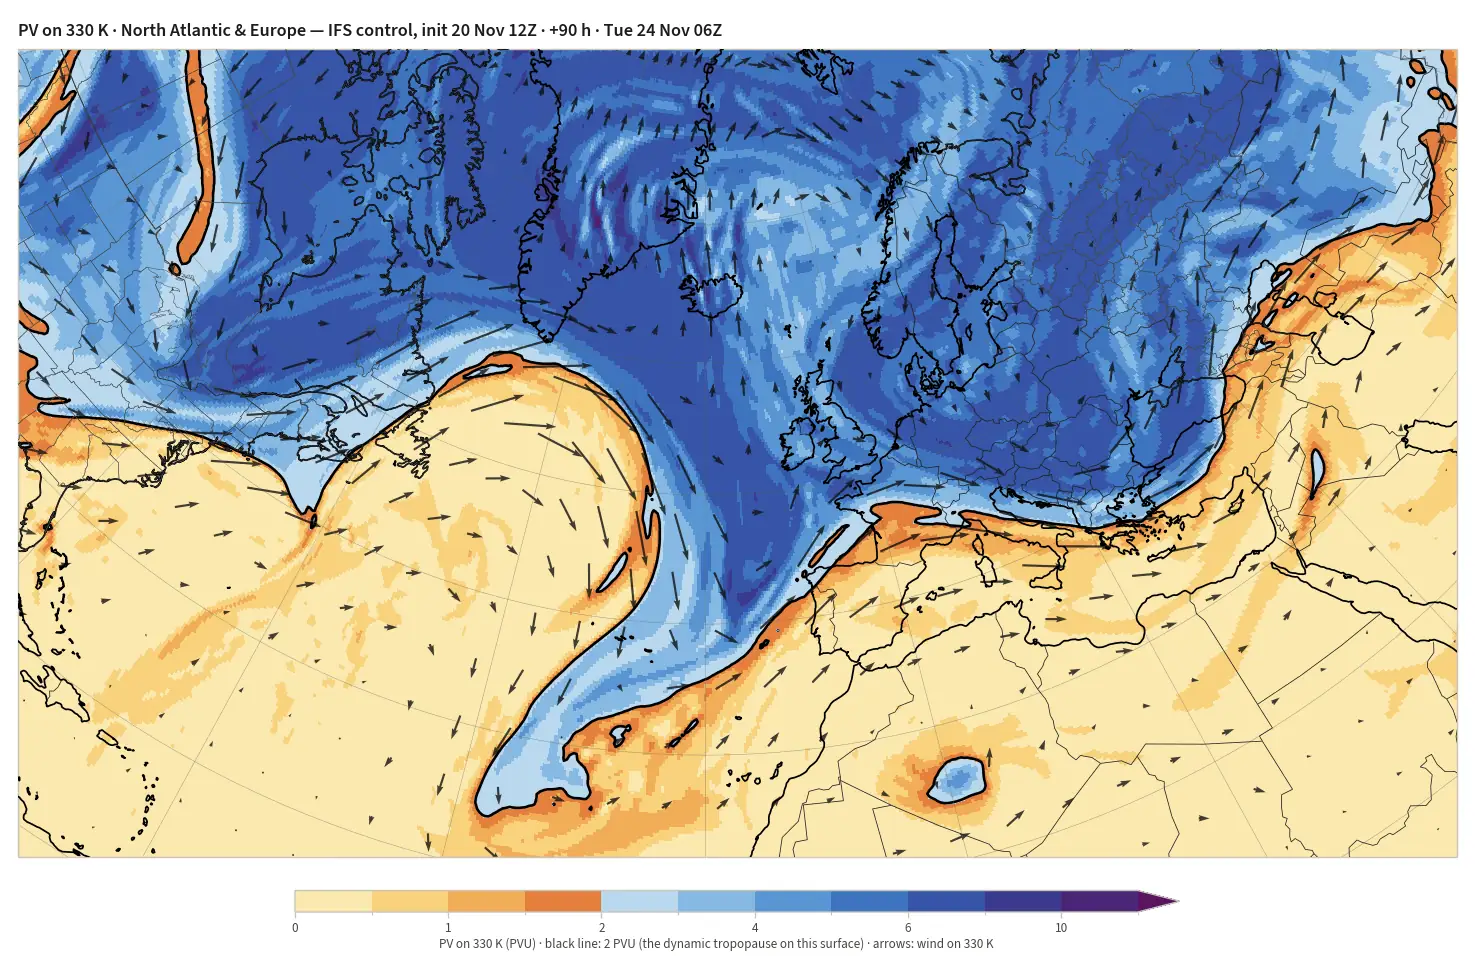 PV on 330 K · North Atlantic & Europe — IFS control, init 20 Nov 12Z · +90 h · Tue 24 Nov 06Z
0 1 2 4 6 10
PV on 330 K (PVU) · black line: 2 PVU (the dynamic tropopause on this surface) · arrows: wind on 330 K